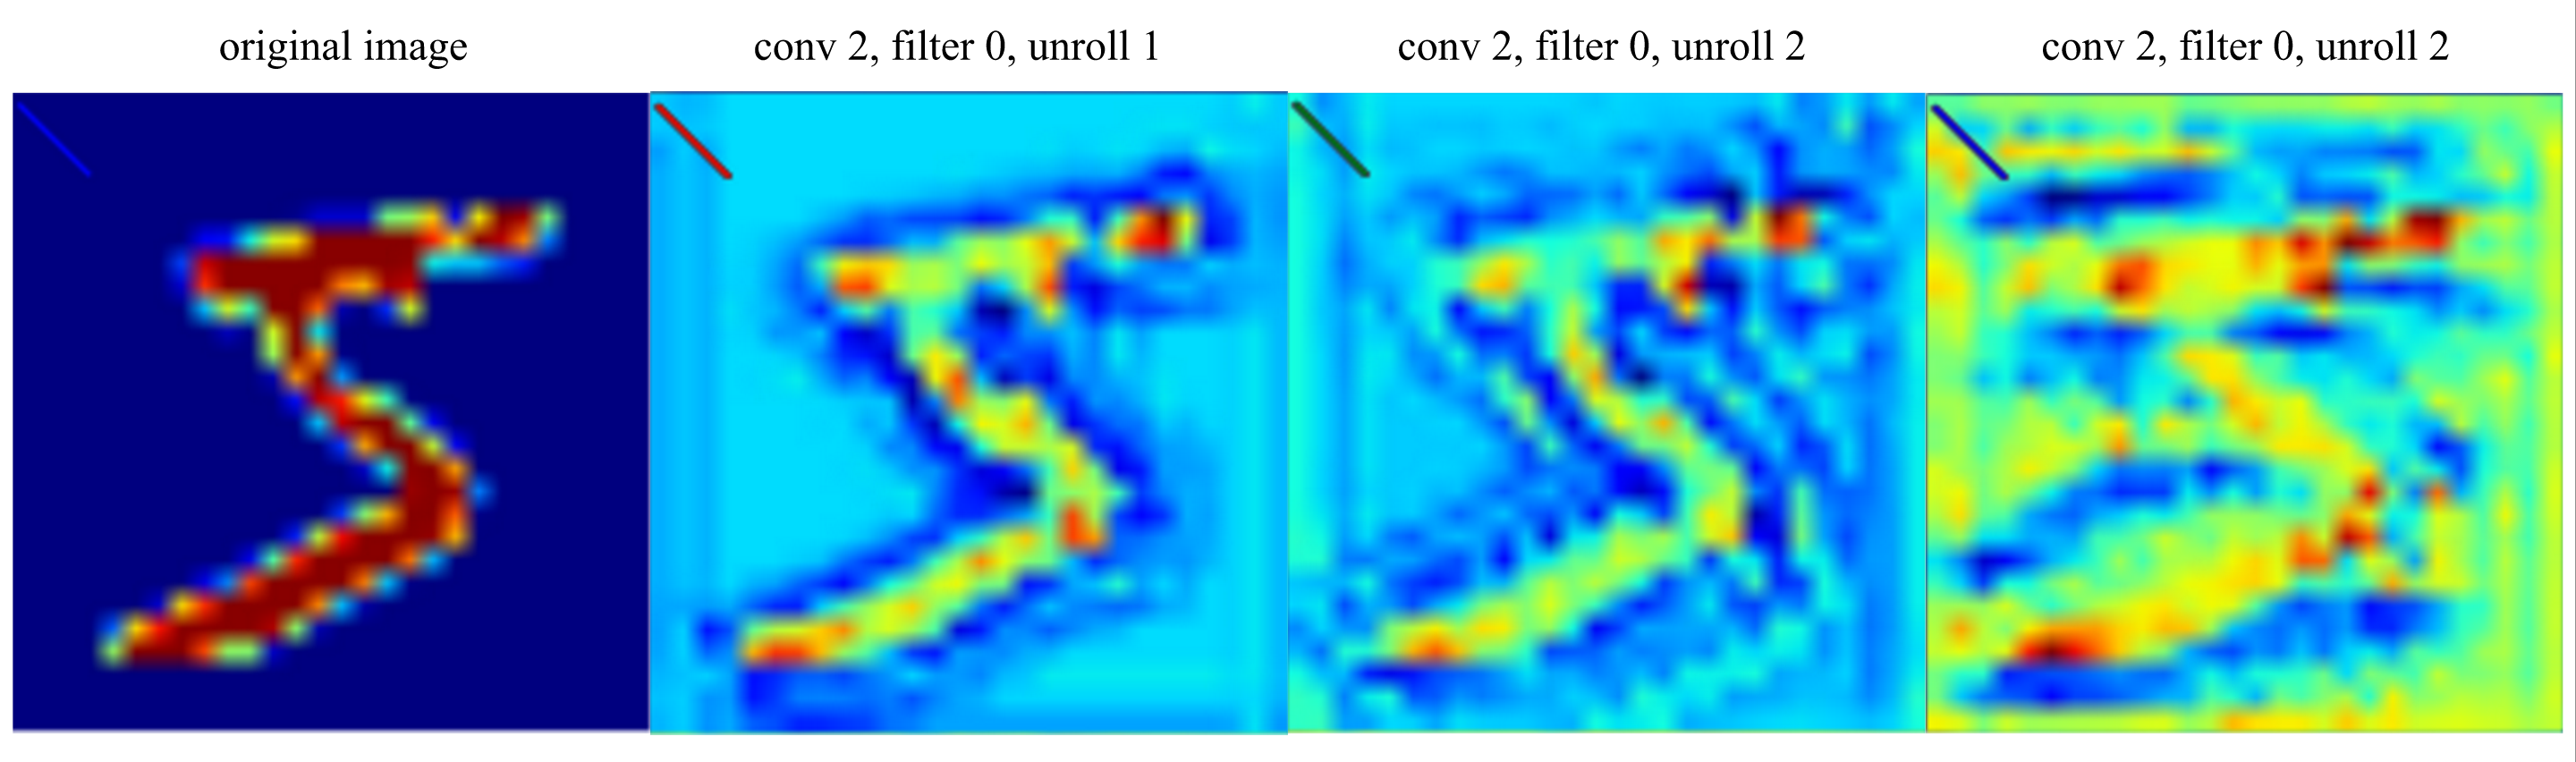 original image
conv 2, filter 0, unroll 1
conv 2, filter 0, unroll 2
conv 2, filter 0, unroll 2